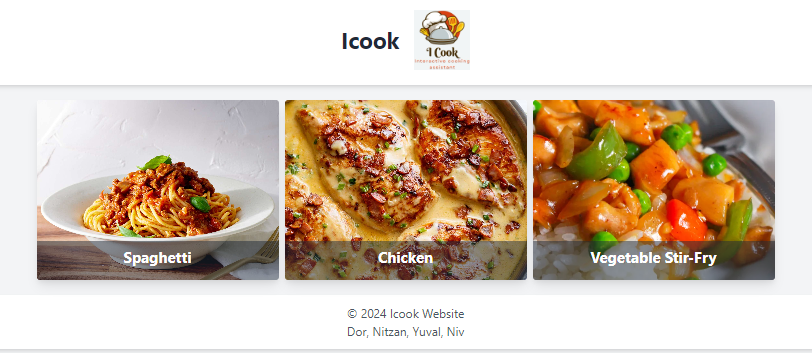 Icook
I Cook
interactive cooking
assistant
Spaghetti
Chicken
Vegetable Stir-Fry
© 2024 Icook Website
Dor, Nitzan, Yuval, Niv